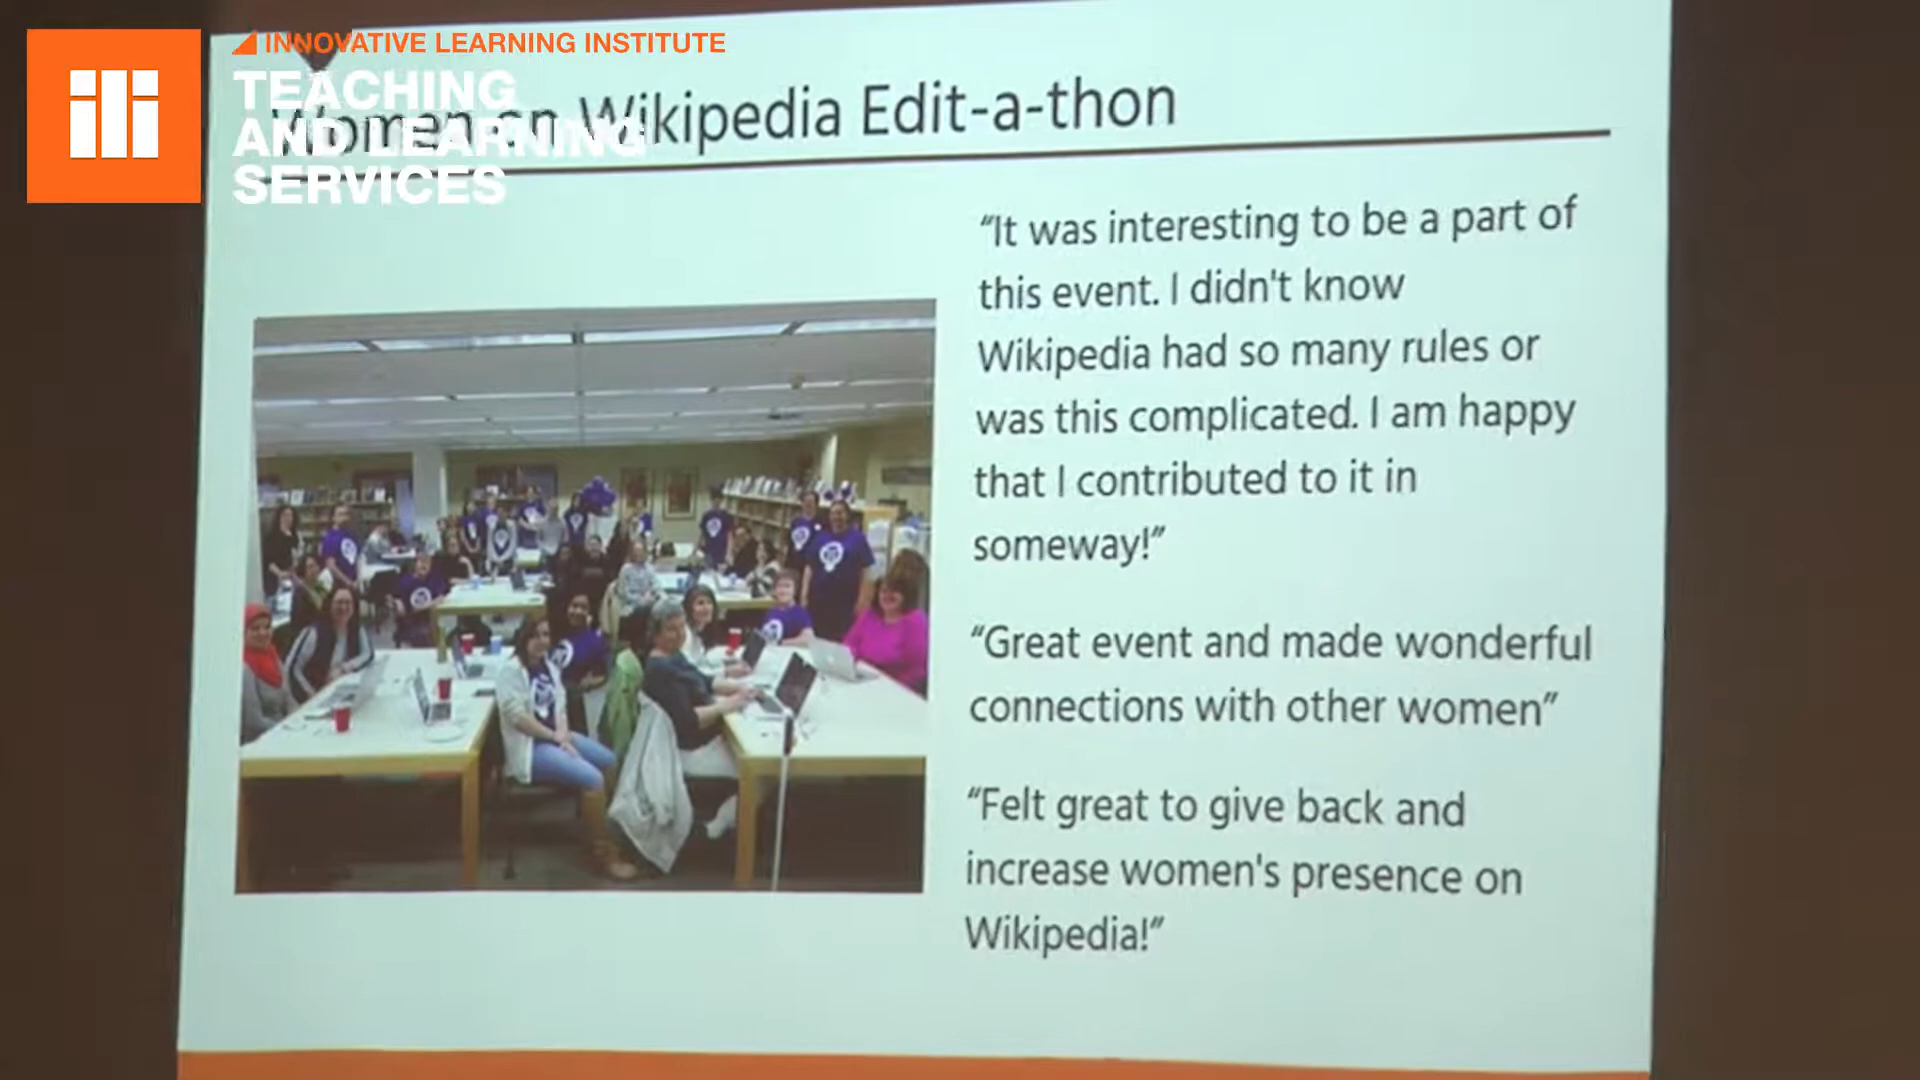 ili
INNOVATIVE LEARNING INSTITUTE
TEACHING
AND LEARNING
SERVICES
Women on Wikipedia Edit-a-thon
“It was interesting to be a part of
this event. I didn't know
Wikipedia had so many rules or
was this complicated. I am happy
that I contributed to it in
someway!”
“Great event and made wonderful
connections with other women”
“Felt great to give back and
increase women's presence on
Wikipedia!”